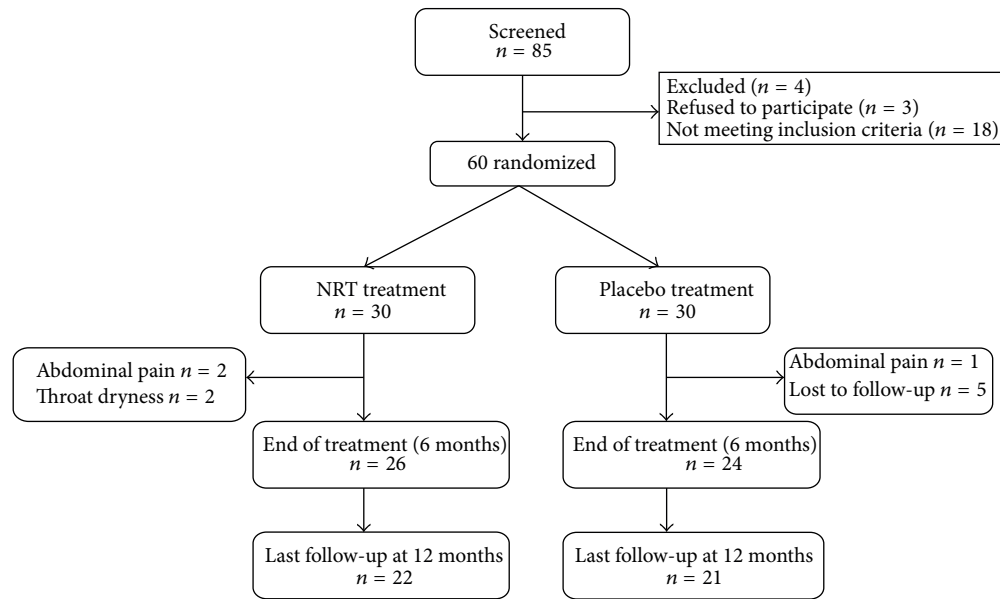 Screened
n = 85
Excluded (n = 4)
Refused to participate (n = 3)
Not meeting inclusion criteria (n = 18)
60 randomized
NRT treatment
n = 30
Placebo treatment
n = 30
Abdominal pain n = 2
Throat dryness n = 2
Abdominal pain n = 1
Lost to follow-up n = 5
End of treatment (6 months)
n = 26
End of treatment (6 months)
n = 24
Last follow-up at 12 months
n = 22
Last follow-up at 12 months
n = 21